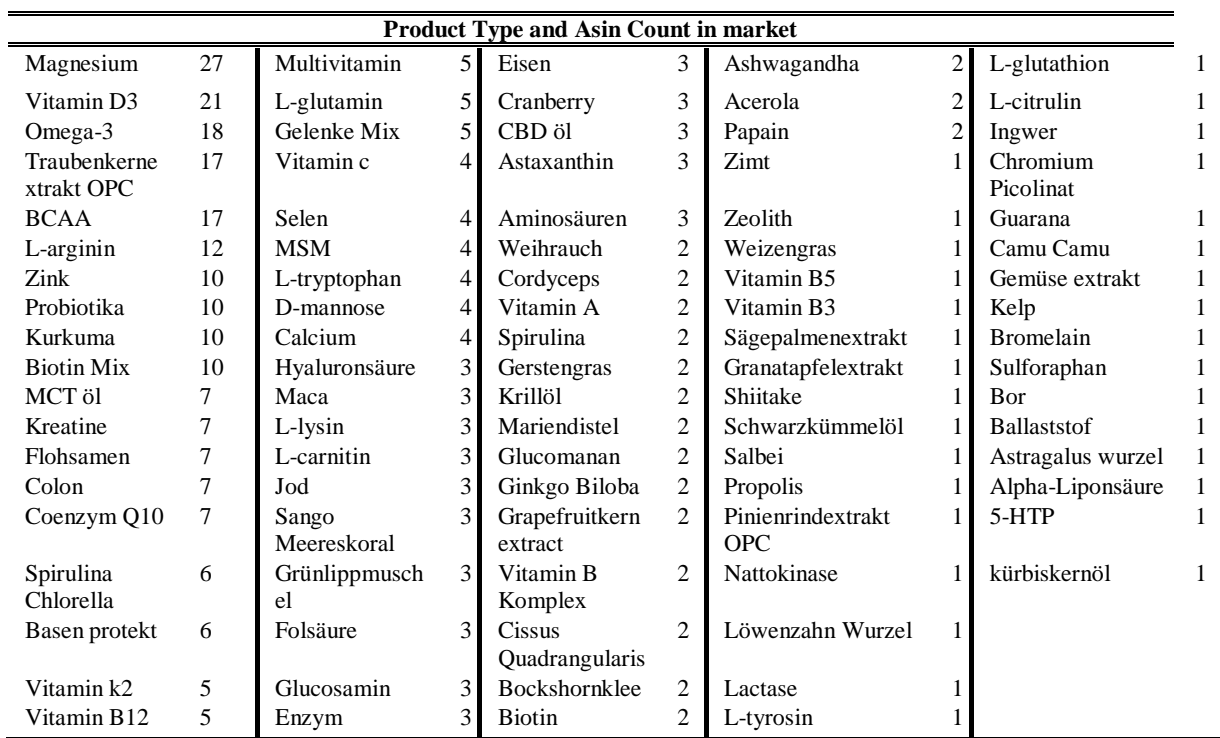 Product Type and Asin Count in market
Magnesium 27 Multivitamin 5 Eisen 3 Ashwagandha 2 L-glutathion 1
Vitamin D3 21 L-glutamin 5 Cranberry 3 Acerola 2 L-citrulin 1
Omega-3 18 Gelenke Mix 5 CBD öl 3 Papain 2 Ingwer 1
Traubenkerne 17 Vitamin c 4 Astaxanthin 3 Zimt 1 Chromium 1
xtrakt OPC Picolinat
BCAA 17 Selen 4 Aminosäuren 3 Zeolith 1 Guarana 1
L-arginin 12 MSM 4 Weihrauch 2 Weizengras 1 Camu Camu 1
Zink 10 L-tryptophan 4 Cordyceps 2 Vitamin B5 1 Gemüse extrakt 1
Probiotika 10 D-mannose 4 Vitamin A 2 Vitamin B3 1 Kelp 1
Kurkuma 10 Calcium 4 Spirulina 2 Sägepalmenextrakt 1 Bromelain 1
Biotin Mix 10 Hyaluronsäure 3 Gerstengras 2 Granatapfelextrakt 1 Sulforaphan 1
MCT öl 7 Maca 3 Krillöl 2 Shiitake 1 Bor 1
Kreatine 7 L-lysin 3 Mariendistel 2 Schwarzkümmelöl 1 Ballaststof 1
Flohsamen 7 L-carnitin 3 Glucomanan 2 Salbei 1 Astragalus wurzel 1
Colon 7 Jod 3 Ginkgo Biloba 2 Propolis 1 Alpha-Liponsäure 1
Coenzym Q10 7 Sango 3 Grapefruitkern 2 Pinienrindextrakt 1 5-HTP 1
Meereskoral extract OPC
Spirulina 6 Grünlippmusch 3 Vitamin B 2 Nattokinase 1 kürbiskernöl 1
Chlorella el Komplex
Basen protekt 6 Folsäure 3 Cissus 2 Löwenzahn Wurzel 1
Quadrangularis
Vitamin k2 5 Glucosamin 3 Bockshornklee 2 Lactase 1
Vitamin B12 5 Enzym 3 Biotin 2 L-tyrosin 1